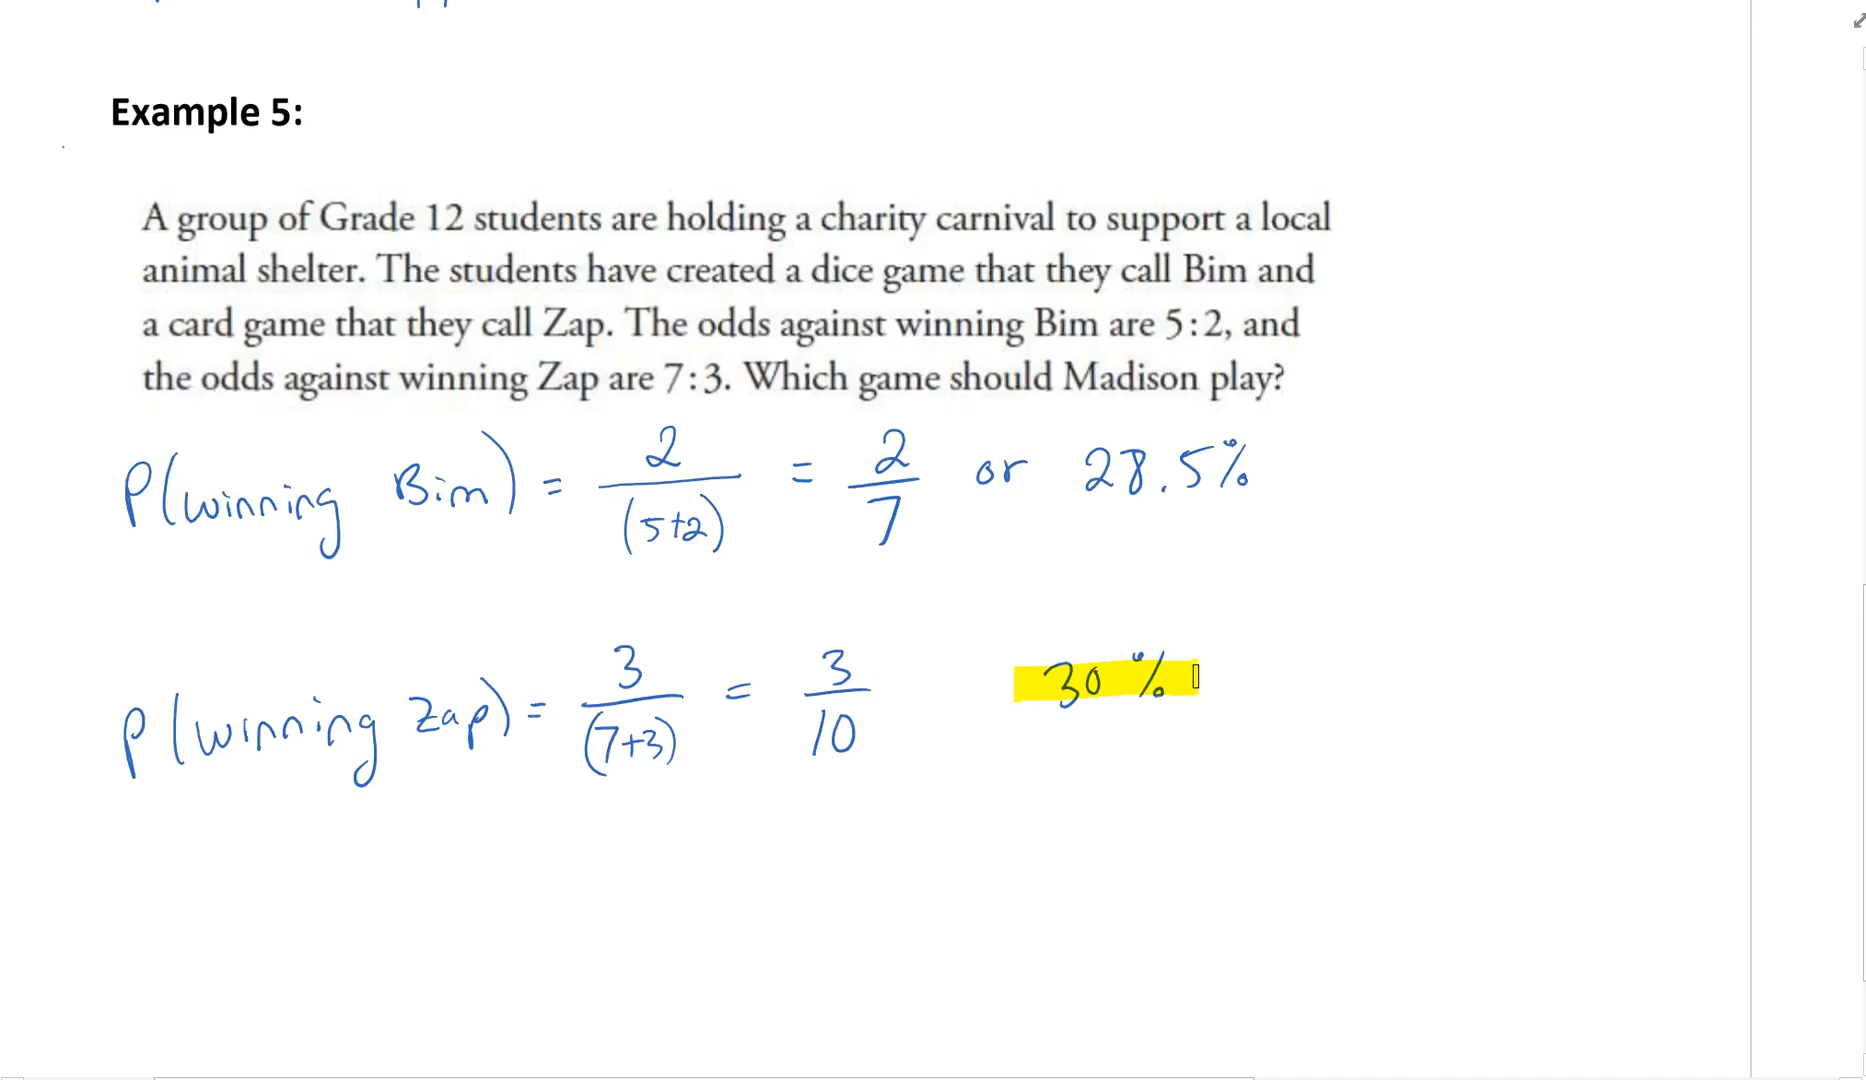 Example 5:
A group of Grade 12 students are holding a charity carnival to support a local
animal shelter. The students have created a dice game that they call Bim and
a card game that they call Zap. The odds against winning Bim are 5:2, and
the odds against winning Zap are 7:3. Which game should Madison play?
P(winning Bim) = 2/(5+2) = 2/7 or 28.5%
P(winning Zap) = 3/(7+3) = 3/10 30%